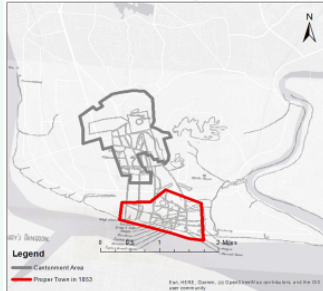 N
0 0.5 1 2 Miles
Legend
Cantonment Area
Proper Town in 1853
Esri, HERE, Garmin, (c) OpenStreetMap contributors, and the GIS
user community